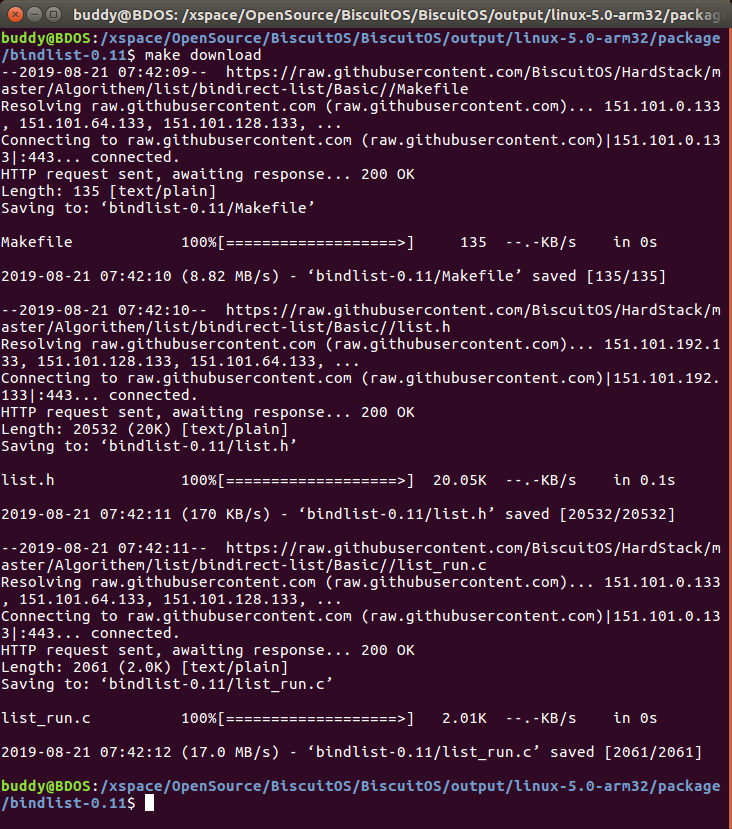 buddy@BDOS: /xspace/OpenSource/BiscuitOS/BiscuitOS/output/linux-5.0-arm32/package
buddy@BDOS:/xspace/OpenSource/BiscuitOS/BiscuitOS/output/linux-5.0-arm32/package
/bindlist-0.11$ make download
--2019-08-21 07:42:09--  https://raw.githubusercontent.com/BiscuitOS/HardStack/m
aster/Algorithem/list/bindirect-list/Basic//Makefile
Resolving raw.githubusercontent.com (raw.githubusercontent.com)... 151.101.0.133
, 151.101.64.133, 151.101.128.133, ...
Connecting to raw.githubusercontent.com (raw.githubusercontent.com)|151.101.0.13
3|:443... connected.
HTTP request sent, awaiting response... 200 OK
Length: 135 [text/plain]
Saving to: ‘bindlist-0.11/Makefile’
Makefile            100%[===================>]     135  --.-KB/s    in 0s
2019-08-21 07:42:10 (8.82 MB/s) - ‘bindlist-0.11/Makefile’ saved [135/135]
--2019-08-21 07:42:10--  https://raw.githubusercontent.com/BiscuitOS/HardStack/m
aster/Algorithem/list/bindirect-list/Basic//list.h
Resolving raw.githubusercontent.com (raw.githubusercontent.com)... 151.101.192.1
33, 151.101.128.133, 151.101.64.133, ...
Connecting to raw.githubusercontent.com (raw.githubusercontent.com)|151.101.192.
133|:443... connected.
HTTP request sent, awaiting response... 200 OK
Length: 20532 (20K) [text/plain]
Saving to: ‘bindlist-0.11/list.h’
list.h              100%[===================>]  20.05K  --.-KB/s    in 0.1s
2019-08-21 07:42:11 (170 KB/s) - ‘bindlist-0.11/list.h’ saved [20532/20532]
--2019-08-21 07:42:11--  https://raw.githubusercontent.com/BiscuitOS/HardStack/m
aster/Algorithem/list/bindirect-list/Basic//list_run.c
Resolving raw.githubusercontent.com (raw.githubusercontent.com)... 151.101.0.133
, 151.101.64.133, 151.101.128.133, ...
Connecting to raw.githubusercontent.com (raw.githubusercontent.com)|151.101.0.13
3|:443... connected.
HTTP request sent, awaiting response... 200 OK
Length: 2061 (2.0K) [text/plain]
Saving to: ‘bindlist-0.11/list_run.c’
list_run.c          100%[===================>]   2.01K  --.-KB/s    in 0s
2019-08-21 07:42:12 (17.0 MB/s) - ‘bindlist-0.11/list_run.c’ saved [2061/2061]
buddy@BDOS:/xspace/OpenSource/BiscuitOS/BiscuitOS/output/linux-5.0-arm32/package
/bindlist-0.11$